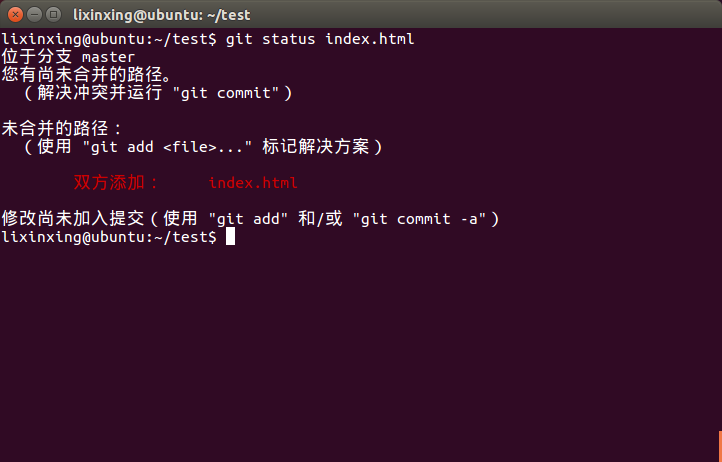 lixinxing@ubuntu: ~/test
lixinxing@ubuntu:~/test$ git status index.html
位于分支 master
您有尚未合并的路径。
（解决冲突并运行 "git commit"）
未合并的路径：
（使用 "git add <file>..." 标记解决方案）
双方添加： index.html
修改尚未加入提交（使用 "git add" 和/或 "git commit -a"）
lixinxing@ubuntu:~/test$